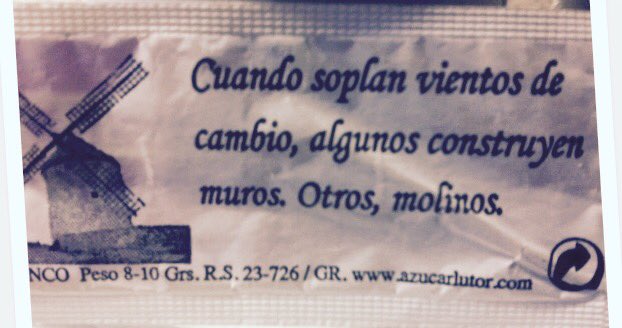 Cuando soplan vientos de
cambio, algunos construyen
muros. Otros, molinos.
NCO Peso 8-10 Grs. R.S. 23-726 / GR. www.azucarlutor.com